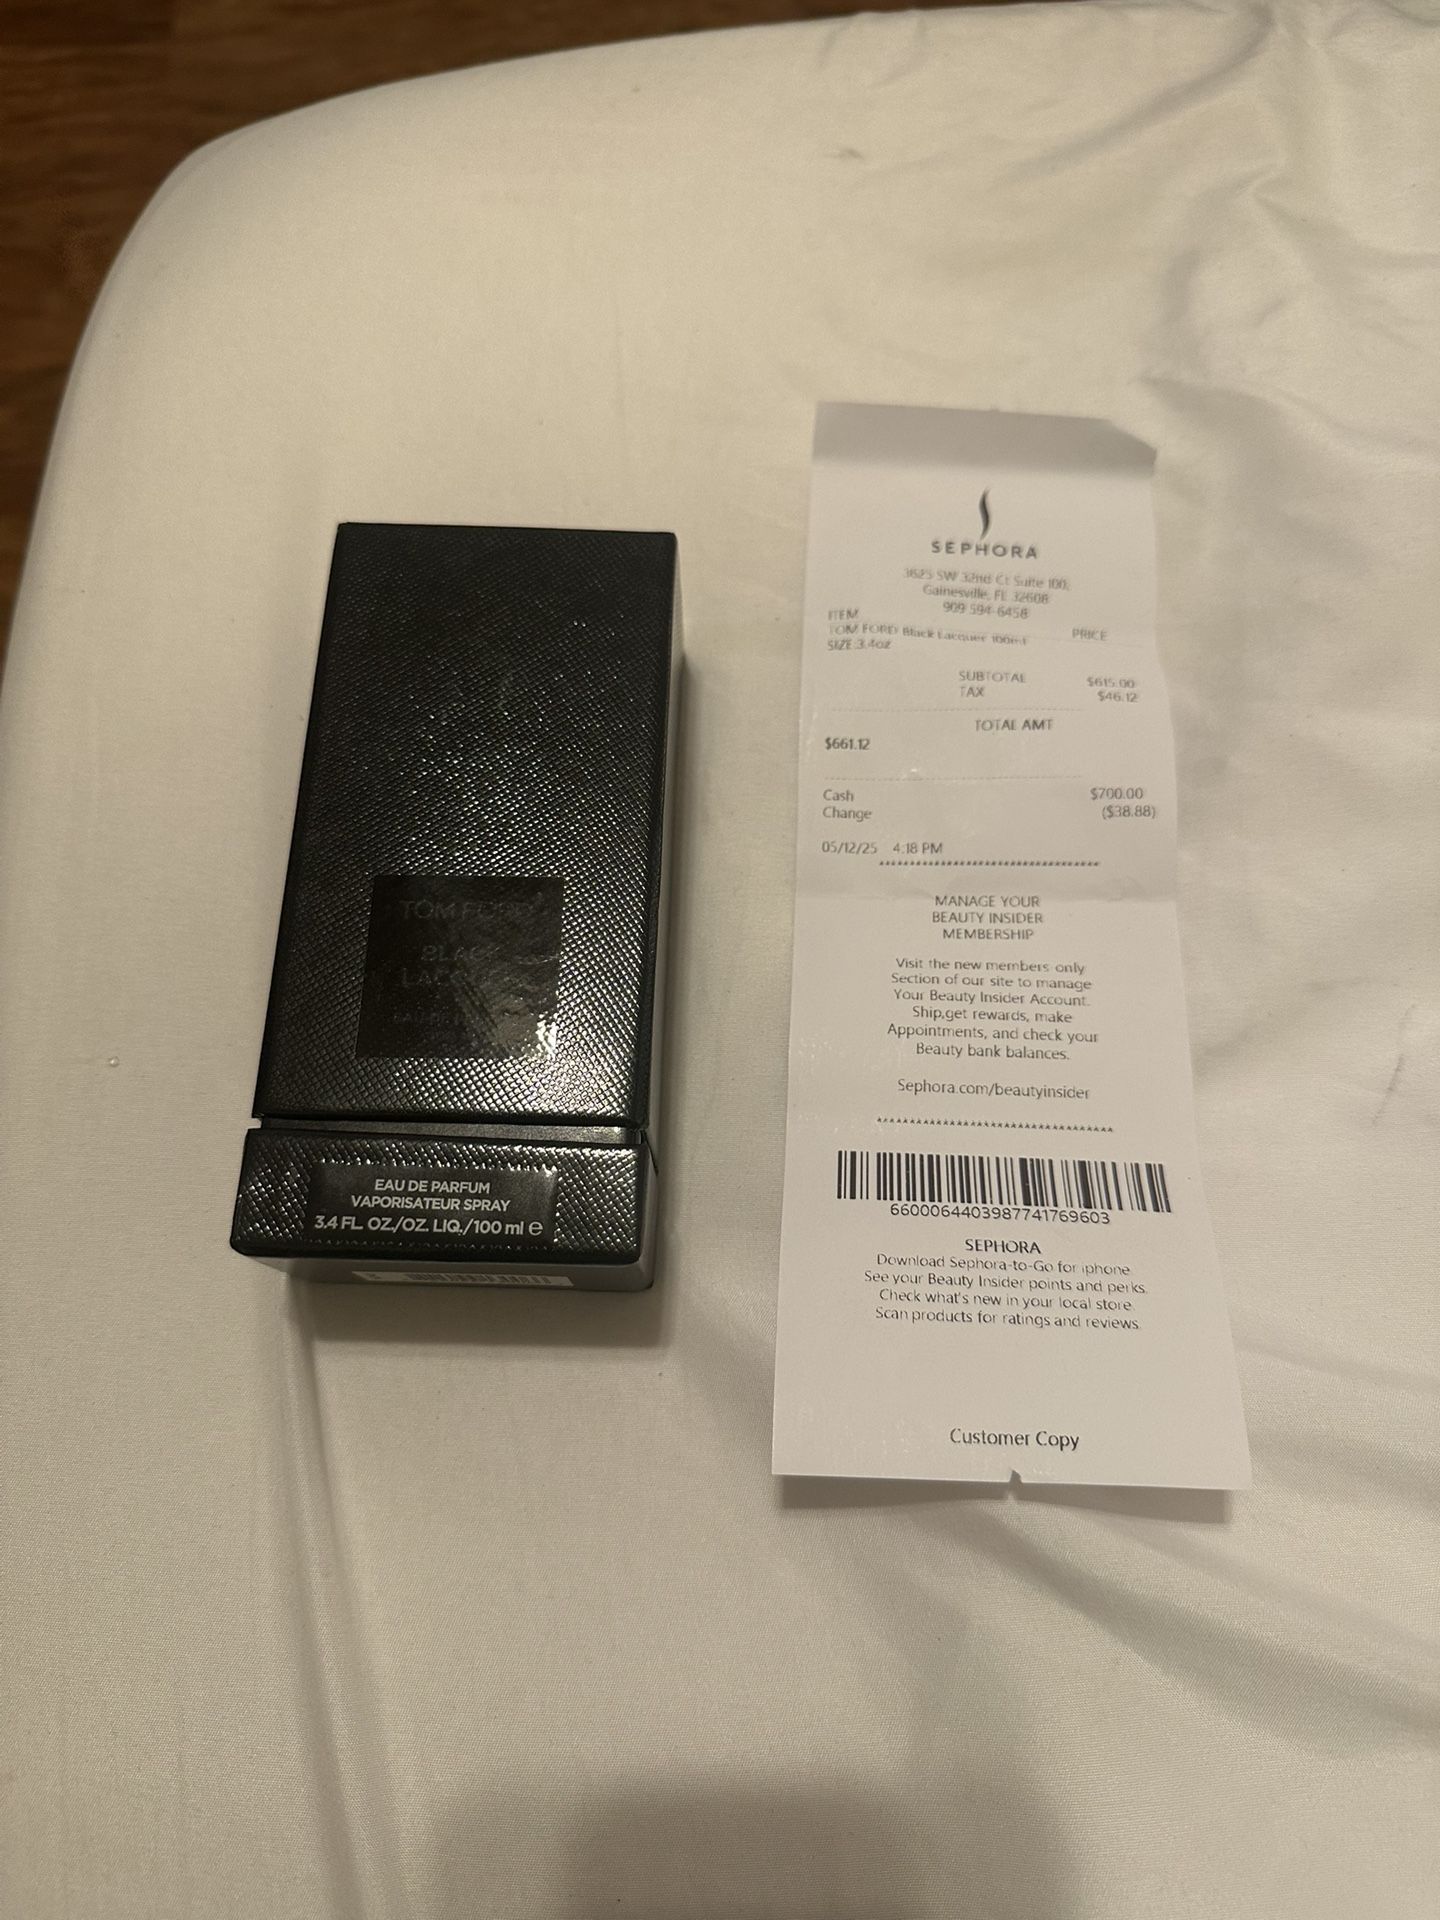 TOM FORD
BLACK
EAU DE PARFUM
VAPORISATEUR SPRAY
3.4 FL. OZ./OZ. LIQ./100 ml e
SEPHORA
3625 SW 32nd Ct Suite 100,
Gainesville, FL 32608
909 594-6458
ITEM
PRICE
TOM FORD Black Lacquer 100ml
SIZE 3.4oz
SUBTOTAL $615.00
TAX $46.12
TOTAL AMT
$661.12
Cash $700.00
Change ($38.88)
05/12/25 4:18 PM
************************************
MANAGE YOUR
BEAUTY INSIDER
MEMBERSHIP
Visit the new members only
Section of our site to manage
Your Beauty Insider Account.
Ship,get rewards, make
Appointments, and check your
Beauty bank balances.
Sephora.com/beautyinsider
************************************
6600064403987741769603
SEPHORA
Download Sephora-to-Go for iphone
See your Beauty Insider points and perks.
Check what's new in your local store
Scan products for ratings and reviews
Customer Copy